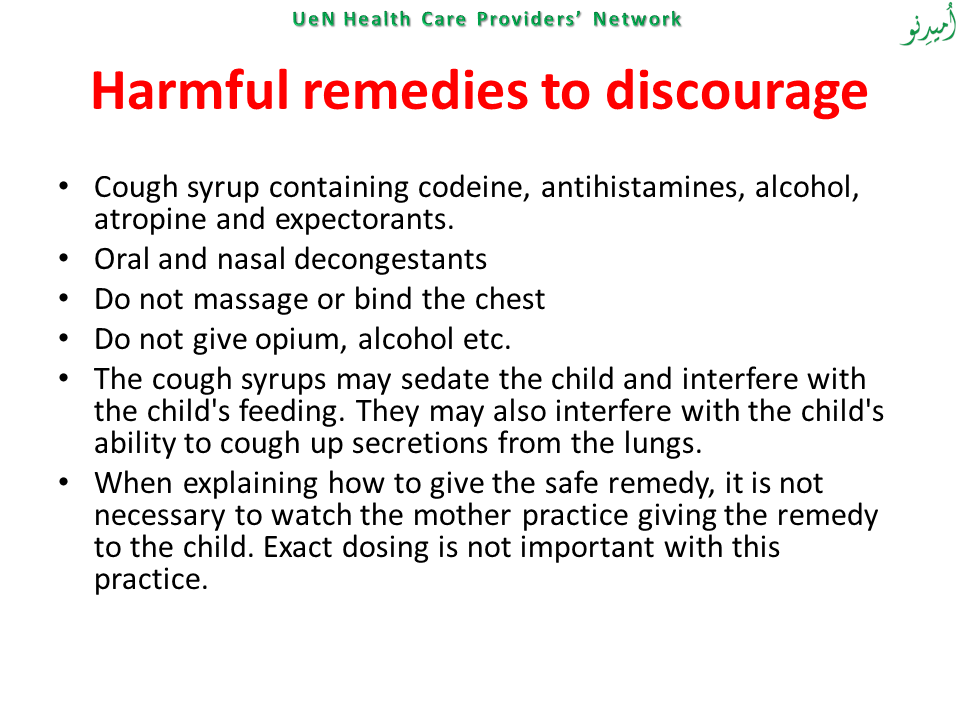 UeN Health Care Providers' Network
اُميدِنو
Harmful remedies to discourage
• Cough syrup containing codeine, antihistamines, alcohol,
atropine and expectorants.
• Oral and nasal decongestants
• Do not massage or bind the chest
• Do not give opium, alcohol etc.
• The cough syrups may sedate the child and interfere with
the child's feeding. They may also interfere with the child's
ability to cough up secretions from the lungs.
• When explaining how to give the safe remedy, it is not
necessary to watch the mother practice giving the remedy
to the child. Exact dosing is not important with this
practice.